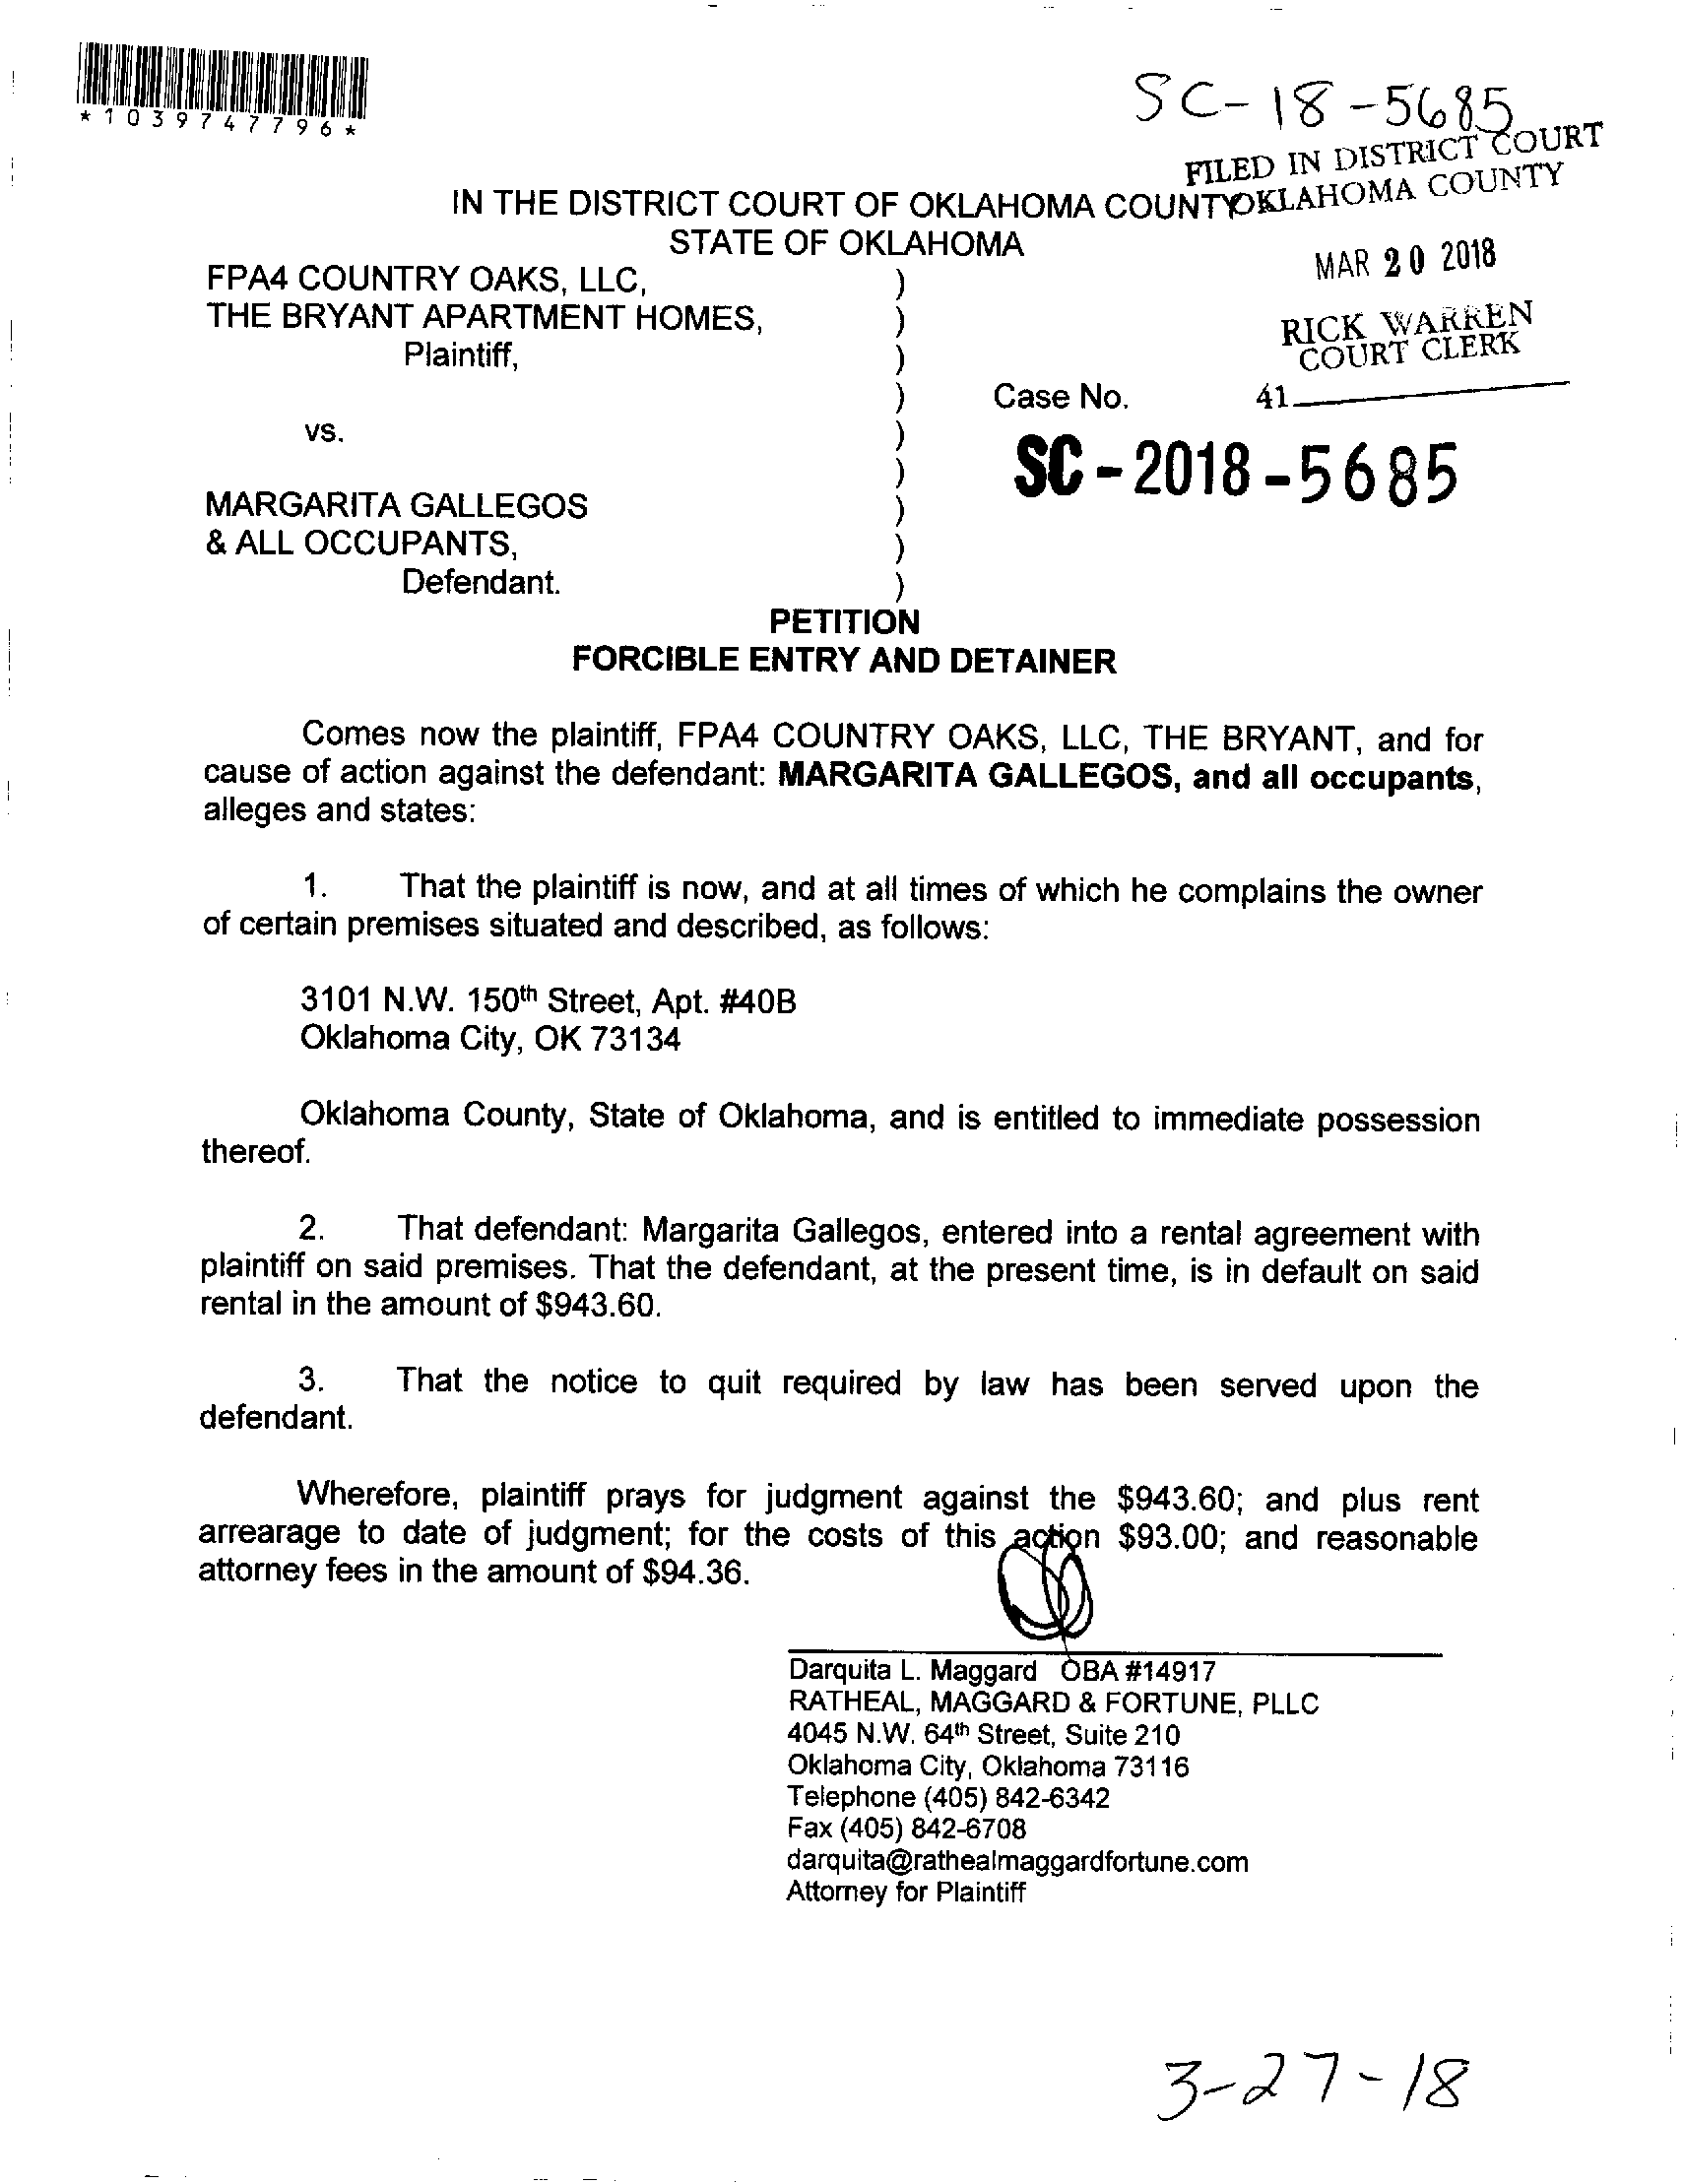 *1039747796*
SC-18-5685
FILED IN DISTRICT COURT
OKLAHOMA COUNTY
IN THE DISTRICT COURT OF OKLAHOMA COUNTY
STATE OF OKLAHOMA
MAR 20 2018
FPA4 COUNTRY OAKS, LLC, )
THE BRYANT APARTMENT HOMES, )
RICK WARREN
COURT CLERK
Plaintiff, )
) Case No. 41
vs. )
) SC-2018-5685
MARGARITA GALLEGOS )
& ALL OCCUPANTS, )
Defendant. )
PETITION
FORCIBLE ENTRY AND DETAINER
Comes now the plaintiff, FPA4 COUNTRY OAKS, LLC, THE BRYANT, and for
cause of action against the defendant: MARGARITA GALLEGOS, and all occupants,
alleges and states:
1. That the plaintiff is now, and at all times of which he complains the owner
of certain premises situated and described, as follows:
3101 N.W. 150th Street, Apt. #40B
Oklahoma City, OK 73134
Oklahoma County, State of Oklahoma, and is entitled to immediate possession
thereof.
2. That defendant: Margarita Gallegos, entered into a rental agreement with
plaintiff on said premises. That the defendant, at the present time, is in default on said
rental in the amount of $943.60.
3. That the notice to quit required by law has been served upon the
defendant.
Wherefore, plaintiff prays for judgment against the $943.60; and plus rent
arrearage to date of judgment; for the costs of this action $93.00; and reasonable
attorney fees in the amount of $94.36.
Darquita L. Maggard OBA #14917
RATHEAL, MAGGARD & FORTUNE, PLLC
4045 N.W. 64th Street, Suite 210
Oklahoma City, Oklahoma 73116
Telephone (405) 842-6342
Fax (405) 842-6708
darquita@rathealmaggardfortune.com
Attorney for Plaintiff
3-27-18